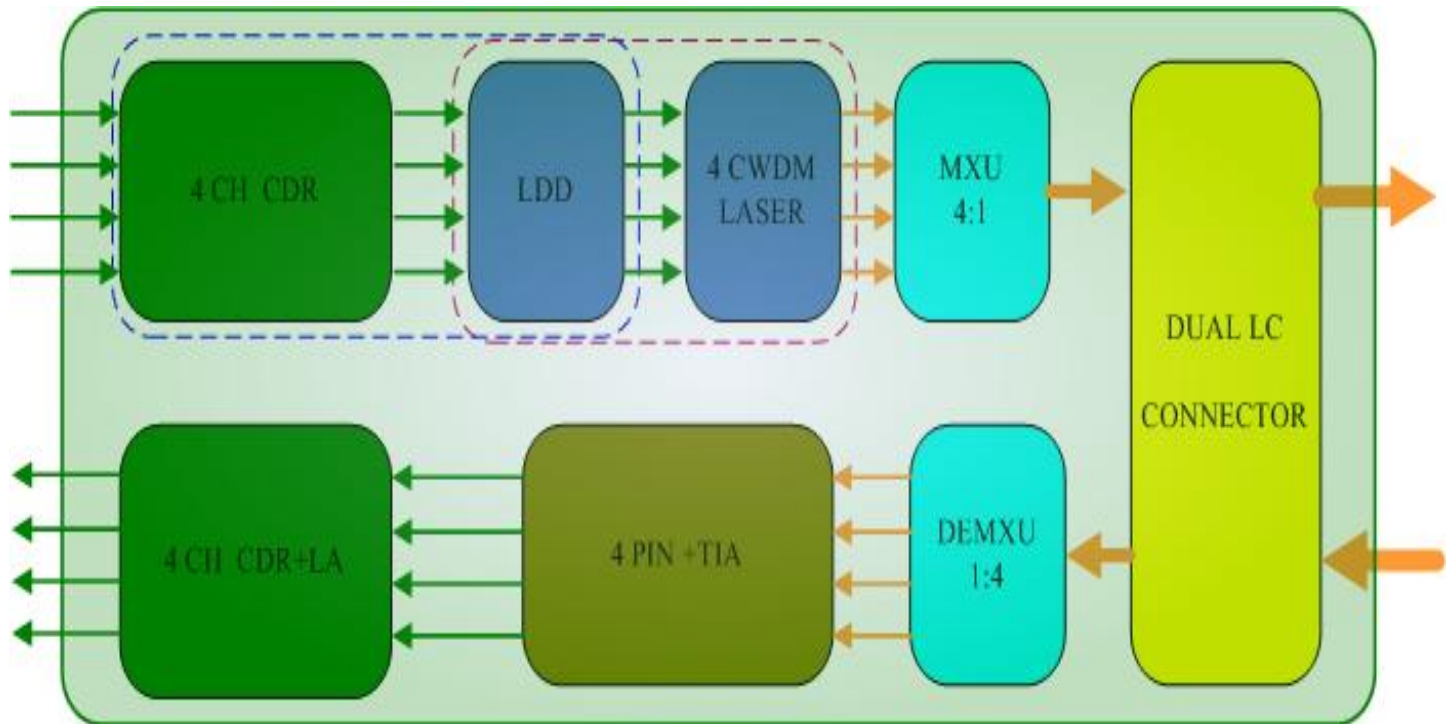 4 CH CDR
LDD
4 CWDM
LASER
MXU
4:1
DUAL LC
CONNECTOR
4 CH CDR+LA
4 PIN +TIA
DEMXU
1:4